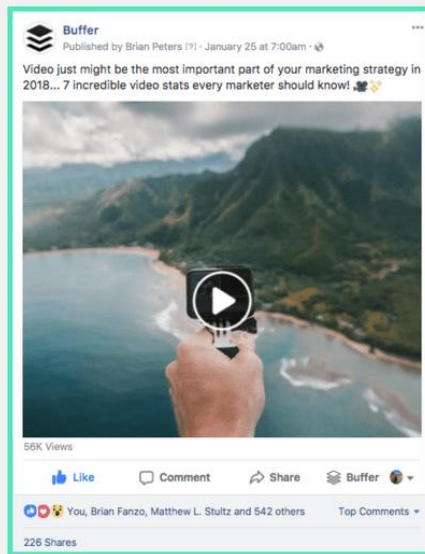 Buffer
Published by Brian Peters [?] · January 25 at 7:00am ·
Video just might be the most important part of your marketing strategy in
2018... 7 incredible video stats every marketer should know! 🎥✨
56K Views
Like Comment Share Buffer
You, Brian Fanzo, Matthew L. Stultz and 542 others Top Comments
226 Shares